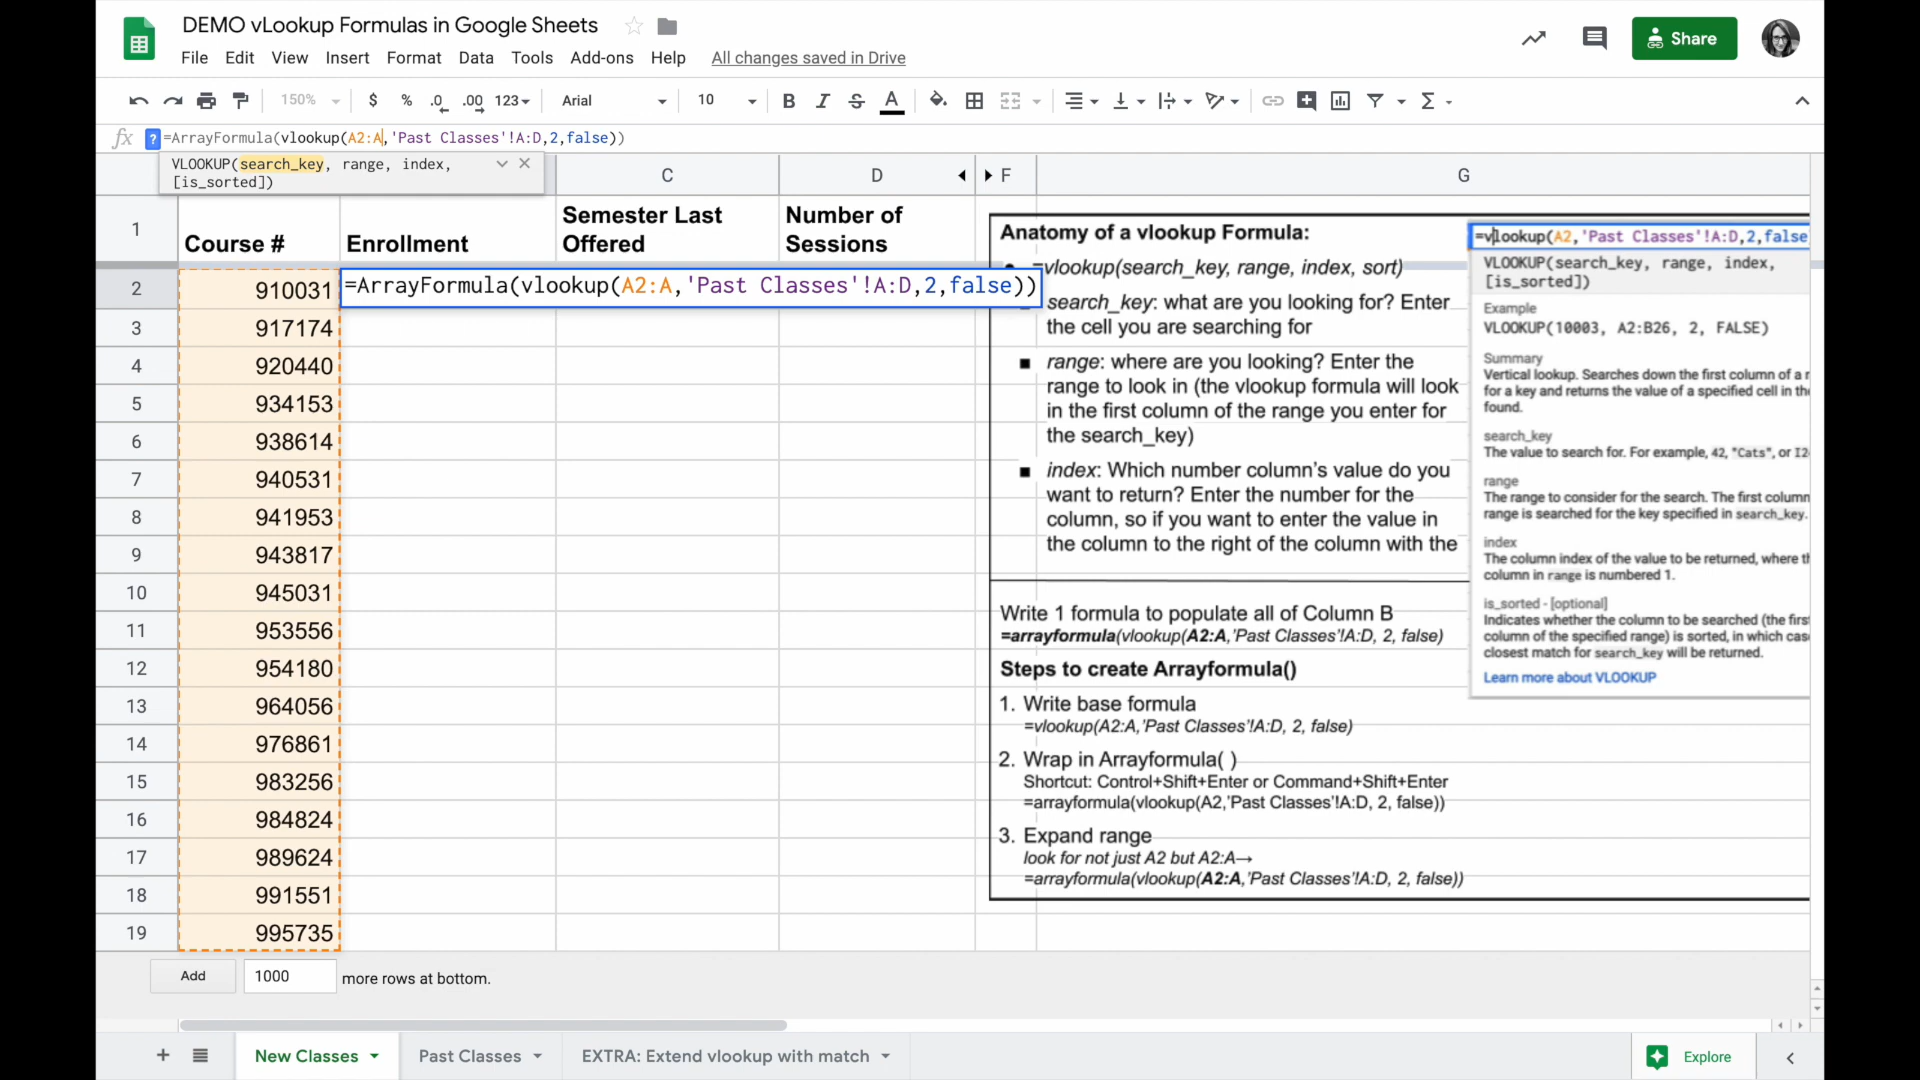 DEMO vLookup Formulas in Google Sheets
File Edit View Insert Format Data Tools Add-ons Help All changes saved in Drive
Share
150% $ % .0 .00 123 Arial 10 B I S A Σ
fx ? =ArrayFormula(vlookup(A2:A,'Past Classes'!A:D,2,false))
VLOOKUP(search_key, range, index,
[is_sorted])
C D F G
1 Course # Enrollment Semester Last Offered Number of Sessions
2 910031 =ArrayFormula(vlookup(A2:A,'Past Classes'!A:D,2,false))
3 917174
4 920440
5 934153
6 938614
7 940531
8 941953
9 943817
10 945031
11 953556
12 954180
13 964056
14 976861
15 983256
16 984824
17 989624
18 991551
19 995735
Anatomy of a vlookup Formula:
=vlookup(search_key, range, index, sort)
search_key: what are you looking for? Enter
the cell you are searching for
■ range: where are you looking? Enter the
range to look in (the vlookup formula will look
in the first column of the range you enter for
the search_key)
■ index: Which number column's value do you
want to return? Enter the number for the
column, so if you want to enter the value in
the column to the right of the column with the
Write 1 formula to populate all of Column B
=arrayformula(vlookup(A2:A,'Past Classes'!A:D, 2, false)
Steps to create Arrayformula()
1. Write base formula
=vlookup(A2:A,'Past Classes'!A:D, 2, false)
2. Wrap in Arrayformula( )
Shortcut: Control+Shift+Enter or Command+Shift+Enter
=arrayformula(vlookup(A2,'Past Classes'!A:D, 2, false))
3. Expand range
look for not just A2 but A2:A→
=arrayformula(vlookup(A2:A,'Past Classes'!A:D, 2, false))
=vlookup(A2,'Past Classes'!A:D,2,false
VLOOKUP(search_key, range, index,
[is_sorted])
Example
VLOOKUP(10003, A2:B26, 2, FALSE)
Summary
Vertical lookup. Searches down the first column of a
for a key and returns the value of a specified cell in
found.
search_key
The value to search for. For example, 42, "Cats", or
range
The range to consider for the search. The first column
range is searched for the key specified in search_key.
index
The column index of the value to be returned, where
column in range is numbered 1.
is_sorted - [optional]
Indicates whether the column to be searched (the
column of the specified range) is sorted, in which
closest match for search_key will be returned.
Learn more about VLOOKUP
Add 1000 more rows at bottom.
+ New Classes Past Classes EXTRA: Extend vlookup with match Explore